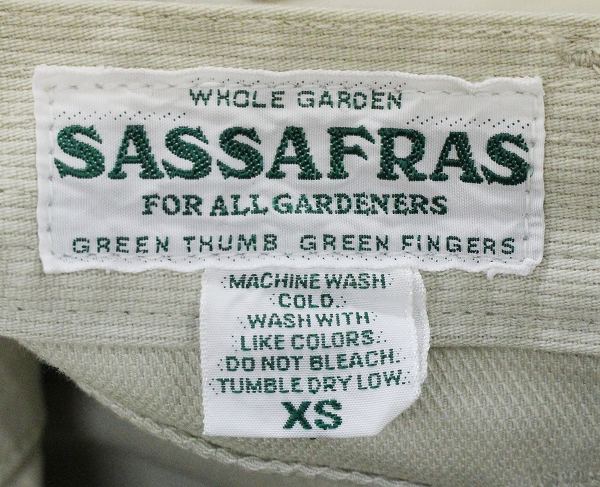 WHOLE GARDEN
SASSAFRAS
FOR ALL GARDENERS
GREEN THUMB GREEN FINGERS
MACHINE WASH
COLD.
WASH WITH
LIKE COLORS.
DO NOT BLEACH.
TUMBLE DRY LOW.
XS